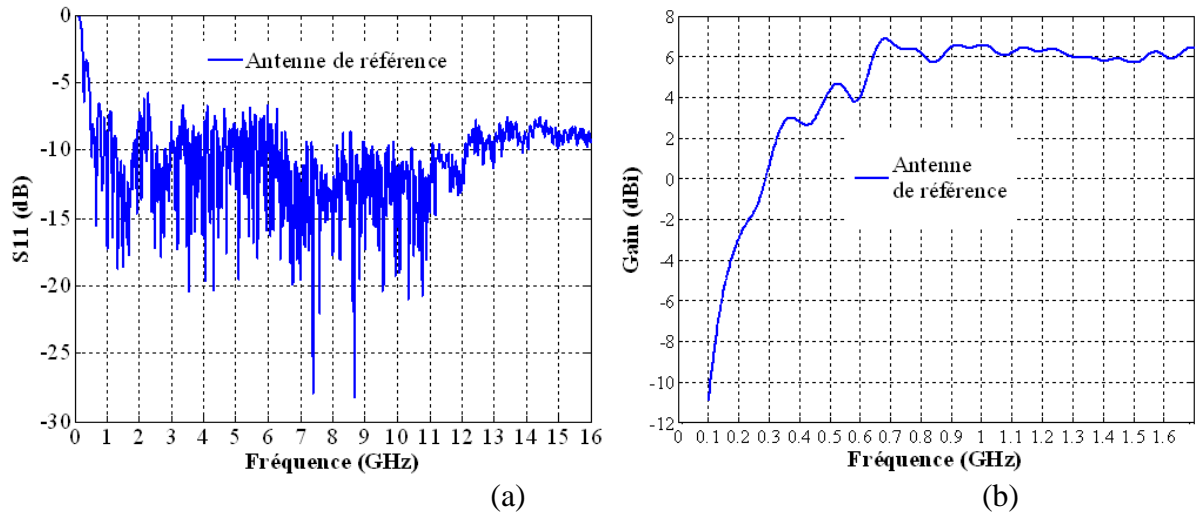 0
-5
-10
-15
-20
-25
-30
S11 (dB)
Antenne de référence
0 1 2 3 4 5 6 7 8 9 10 11 12 13 14 15 16
Fréquence (GHz)
(a)
8
6
4
2
0
-2
-4
-6
-8
-10
-12
Gain (dBi)
Antenne
de référence
0 0.1 0.2 0.3 0.4 0.5 0.6 0.7 0.8 0.9 1 1.1 1.2 1.3 1.4 1.5 1.6
Fréquence (GHz)
(b)